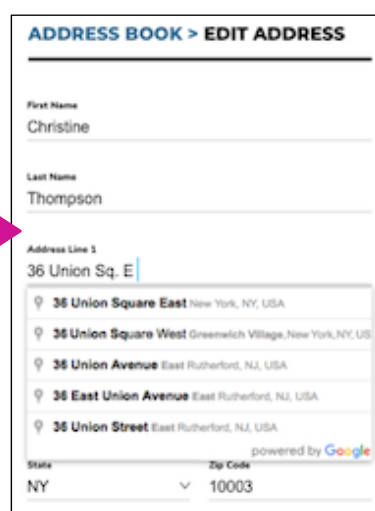 ADDRESS BOOK > EDIT ADDRESS
First Name
Christine
Last Name
Thompson
Address Line 1
36 Union Sq. E
36 Union Square East New York, NY, USA
36 Union Square West Greenwich Village, New York, NY, US
36 Union Avenue East Rutherford, NJ, USA
36 East Union Avenue East Rutherford, NJ, USA
36 Union Street East Rutherford, NJ, USA
powered by Google
State Zip Code
NY 10003